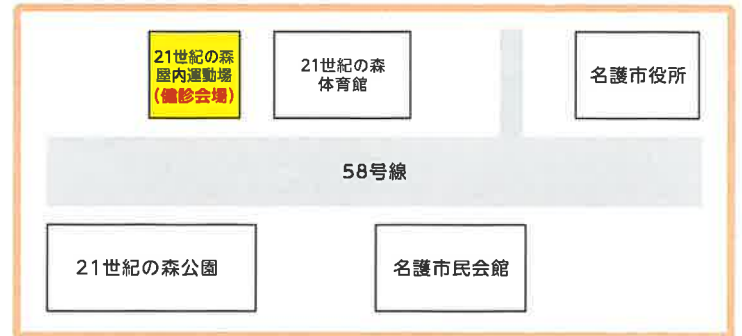 21世紀の森
屋内運動場
(健診会場)
21世紀の森
体育館
名護市役所
58号線
21世紀の森公園
名護市民会館